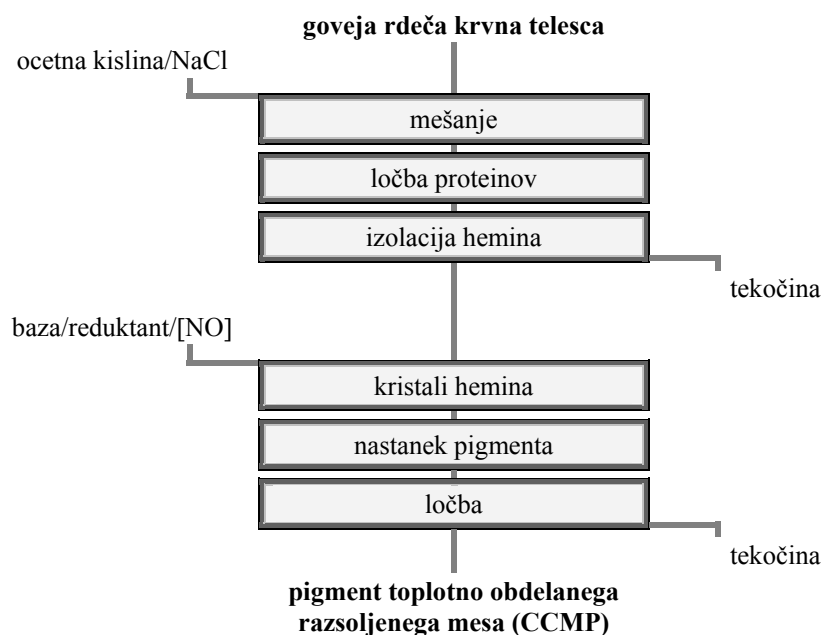 goveja rdeča krvna telesca
ocetna kislina/NaCl
mešanje
ločba proteinov
izolacija hemina
tekočina
baza/reduktant/[NO]
kristali hemina
nastanek pigmenta
ločba
tekočina
pigment toplotno obdelanega
razsoljenega mesa (CCMP)